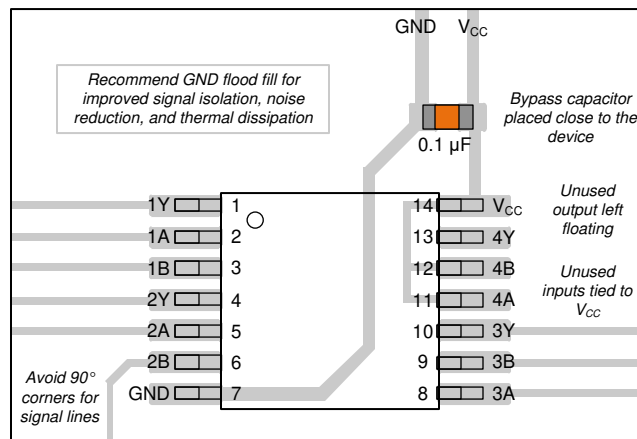 GND
VCC
Recommend GND flood fill for
improved signal isolation, noise
reduction, and thermal dissipation
Bypass capacitor
placed close to the
device
0.1 µF
1Y 1 14 VCC
1A 2 13 4Y
1B 3 12 4B
2Y 4 11 4A
2A 5 10 3Y
2B 6 9 3B
GND 7 8 3A
Unused
output left
floating
Unused
inputs tied to
VCC
Avoid 90°
corners for
signal lines